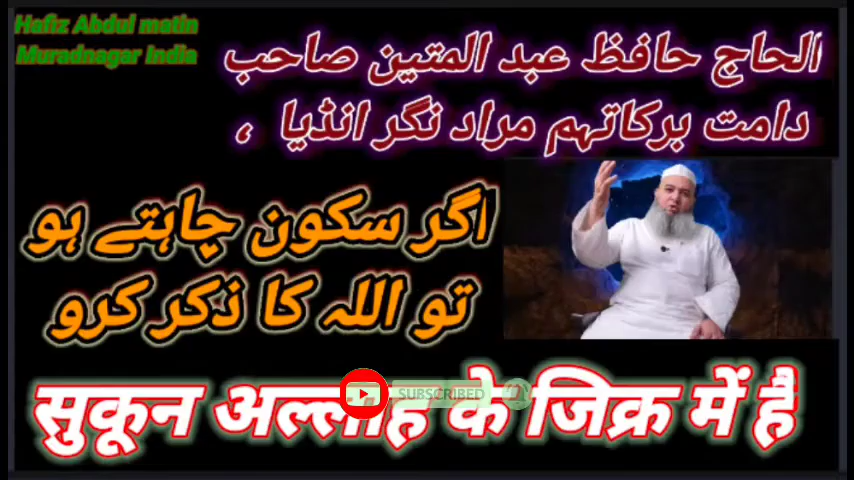 Hafiz Abdul matin
Muradnagar India
الحاج حافظ عبد المتین صاحب
دامت برکاتہم مراد نگر انڈیا ،
اگر سکون چاہتے ہو
تو اللہ کا ذکر کرو
सुकून अल्लाह के जिक्र में है
SUBSCRIBED